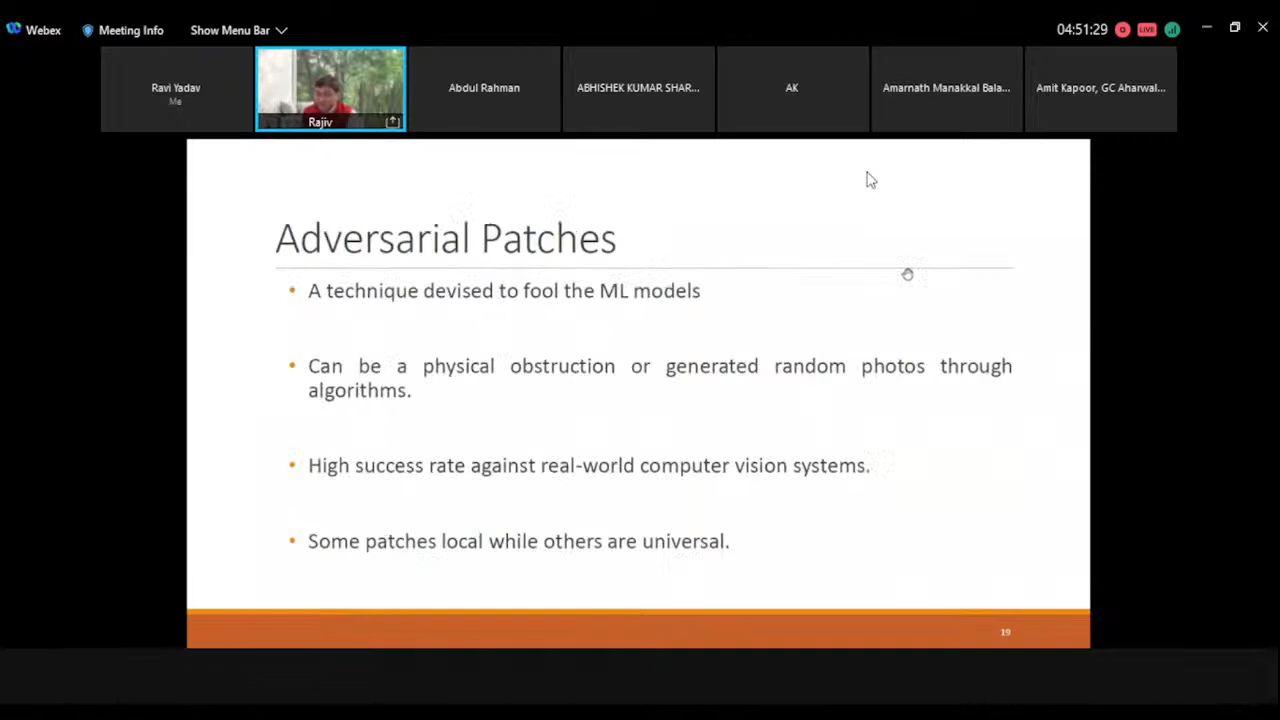 Webex
Meeting Info
Show Menu Bar
04:51:29
LIVE
Ravi Yadav
Me
Rajiv
Abdul Rahman
ABHISHEK KUMAR SHAR...
AK
Amarnath Manakkal Bala...
Amit Kapoor, GC Aharwal...
Adversarial Patches
• A technique devised to fool the ML models
• Can be a physical obstruction or generated random photos through
algorithms.
• High success rate against real-world computer vision systems.
• Some patches local while others are universal.
19